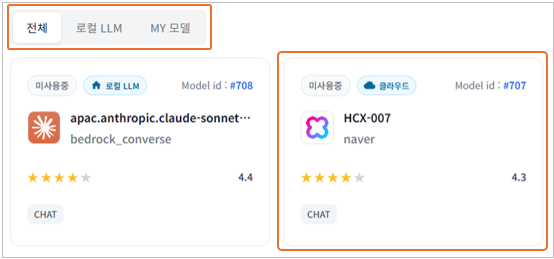 전체 로컬 LLM MY 모델
미사용중 로컬 LLM Model id : #708
apac.anthropic.claude-sonnet…
bedrock_converse
4.4
CHAT
미사용중 클라우드 Model id : #707
HCX-007
naver
4.3
CHAT